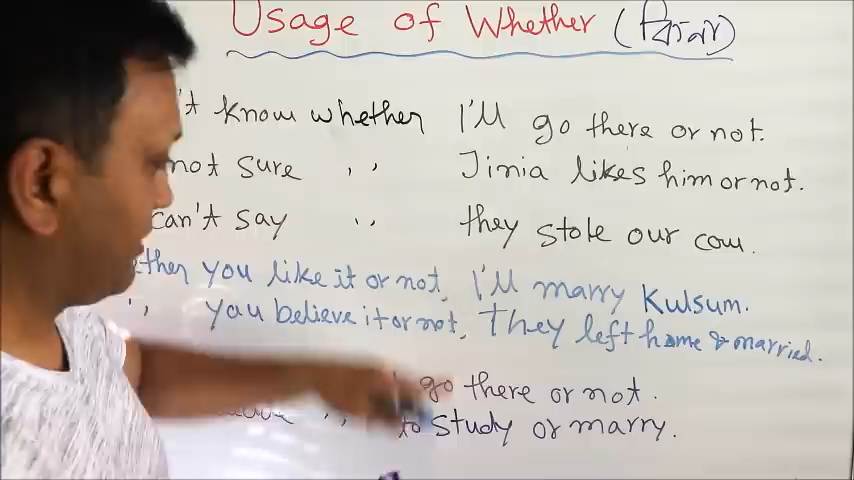 Usage of Whether (কিনা)
't know whether I'll go there or not.
not sure ,, Jinia likes him or not.
can't say ,, they stole our cow.
ether you like it or not, I'll marry Kulsum.
,, you believe it or not, They left home & married.
go there or not.
,, to study or marry.